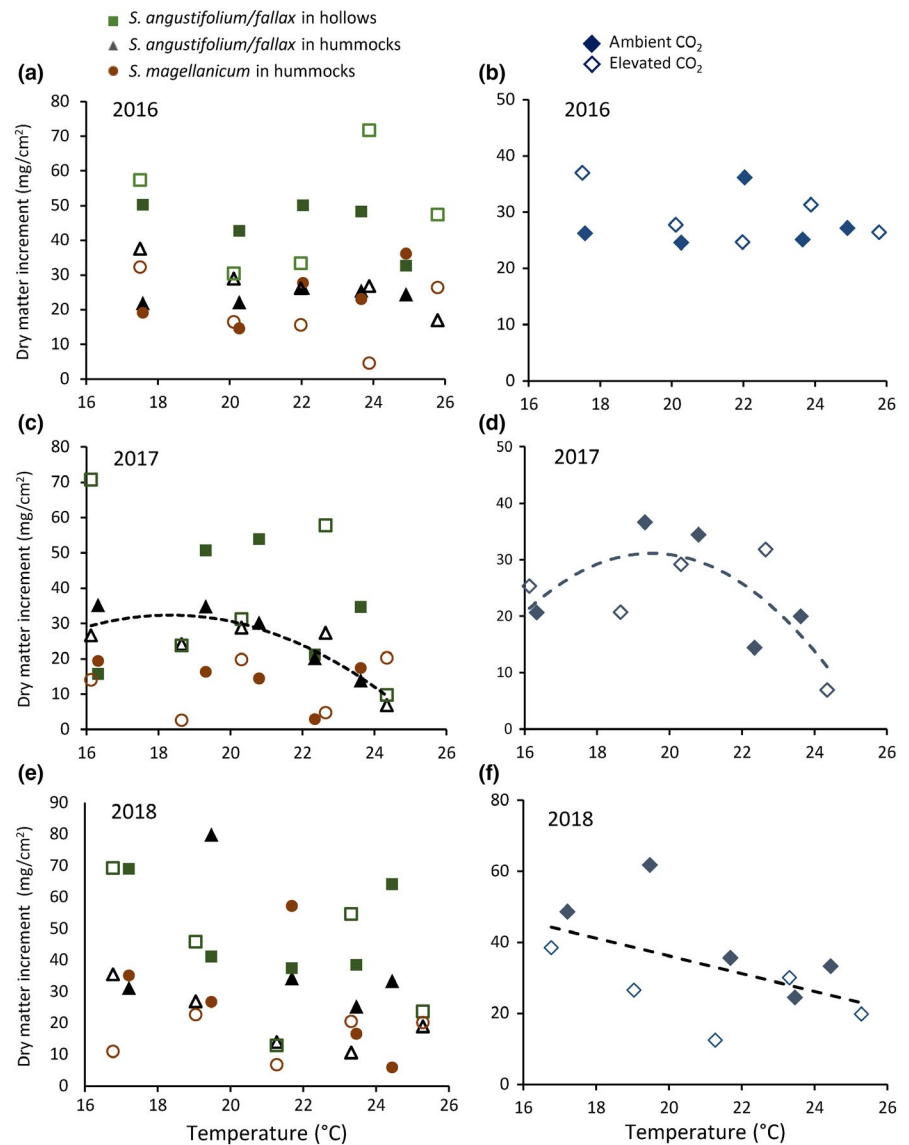 S. angustifolium/fallax in hollows
S. angustifolium/fallax in hummocks
S. magellanicum in hummocks
Ambient CO2
Elevated CO2
(a)
2016
Dry matter increment (mg/cm²)
80
70
60
50
40
30
20
10
0
16 18 20 22 24 26
(b)
2016
50
40
30
20
10
0
16 18 20 22 24 26
(c)
2017
Dry matter increment (mg/cm²)
80
70
60
50
40
30
20
10
0
16 18 20 22 24 26
(d)
2017
50
40
30
20
10
0
16 18 20 22 24 26
(e)
2018
Dry matter increment (mg/cm²)
90
80
70
60
50
40
30
20
10
0
16 18 20 22 24 26
Temperature (°C)
(f)
2018
80
60
40
20
0
16 18 20 22 24 26
Temperature (°C)